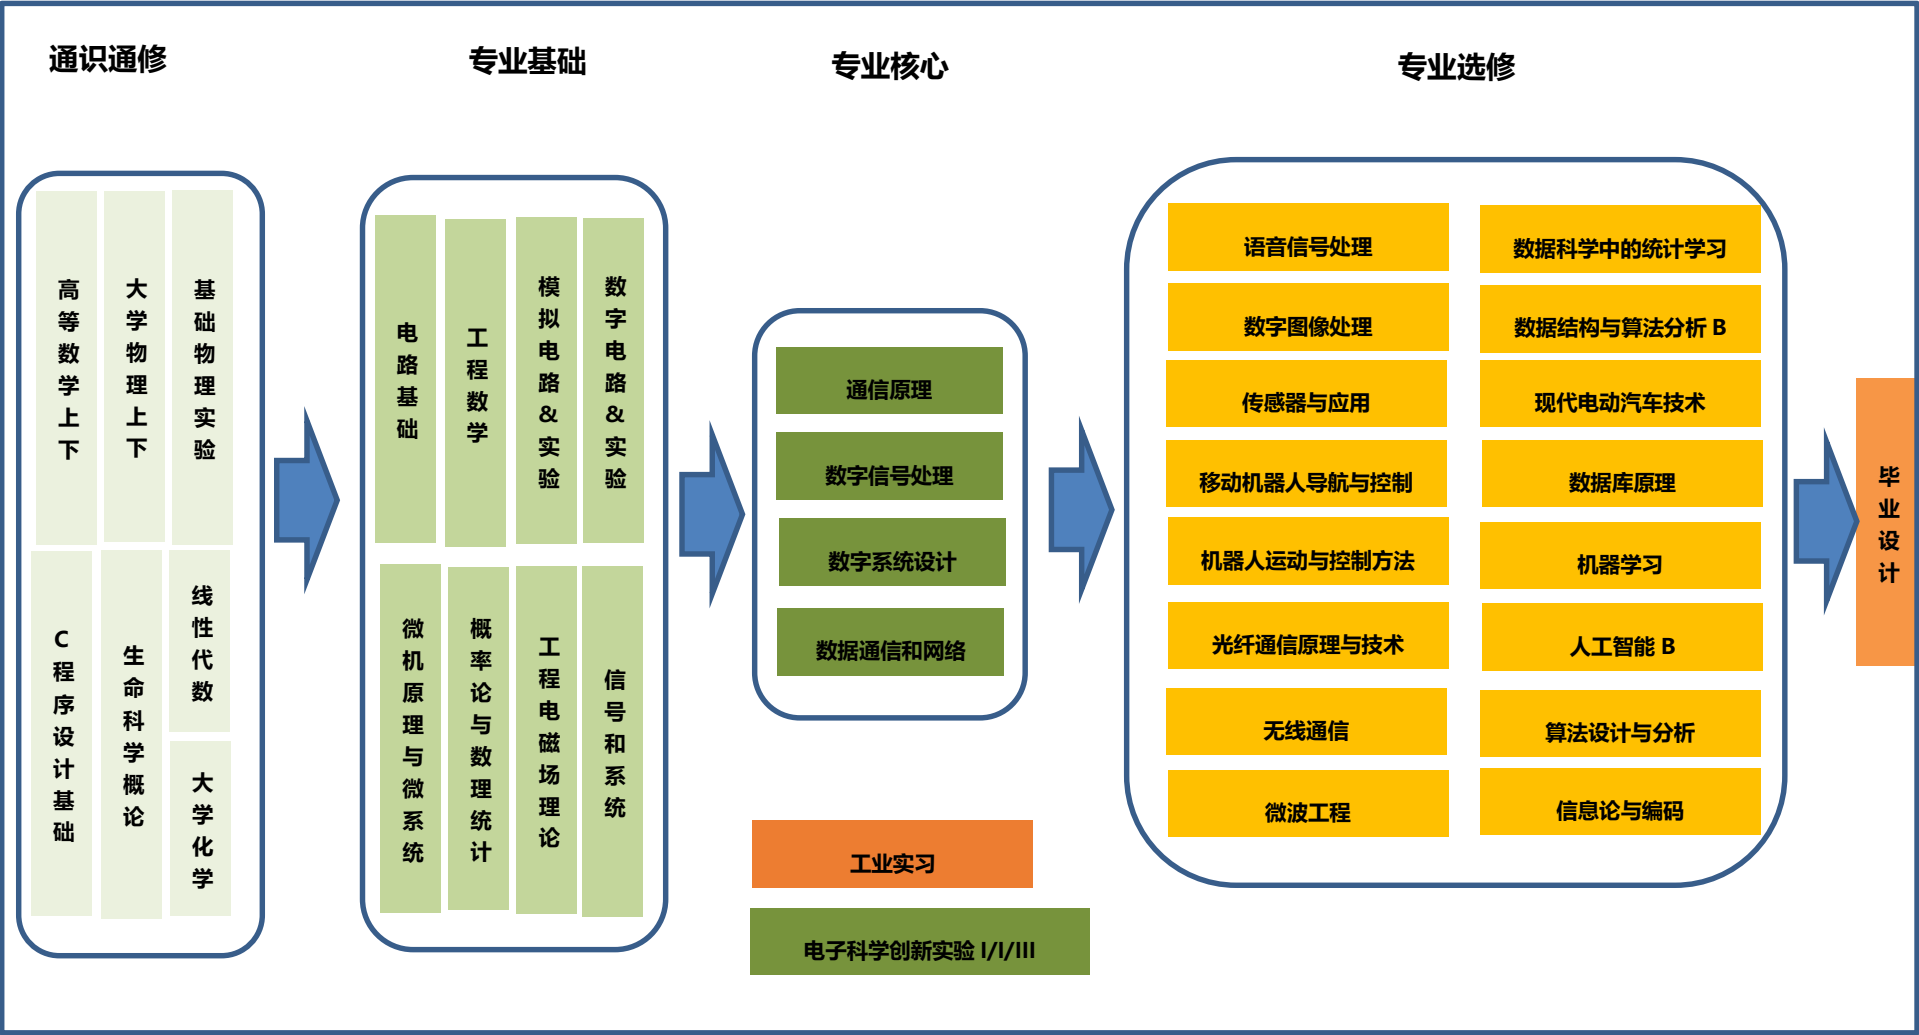 通识通修
专业基础
专业核心
专业选修
高等数学上下
大学物理上下
基础物理实验
C程序设计基础
生命科学概论
线性代数
大学化学
电路基础
工程数学
模拟电路&实验
数字电路&实验
微机原理与微系统
概率论与数理统计
工程电磁场理论
信号和系统
通信原理
数字信号处理
数字系统设计
数据通信和网络
工业实习
电子科学创新实验 I/I/III
语音信号处理
数据科学中的统计学习
数字图像处理
数据结构与算法分析 B
传感器与应用
现代电动汽车技术
移动机器人导航与控制
数据库原理
机器人运动与控制方法
机器学习
光纤通信原理与技术
人工智能 B
无线通信
算法设计与分析
微波工程
信息论与编码
毕业设计